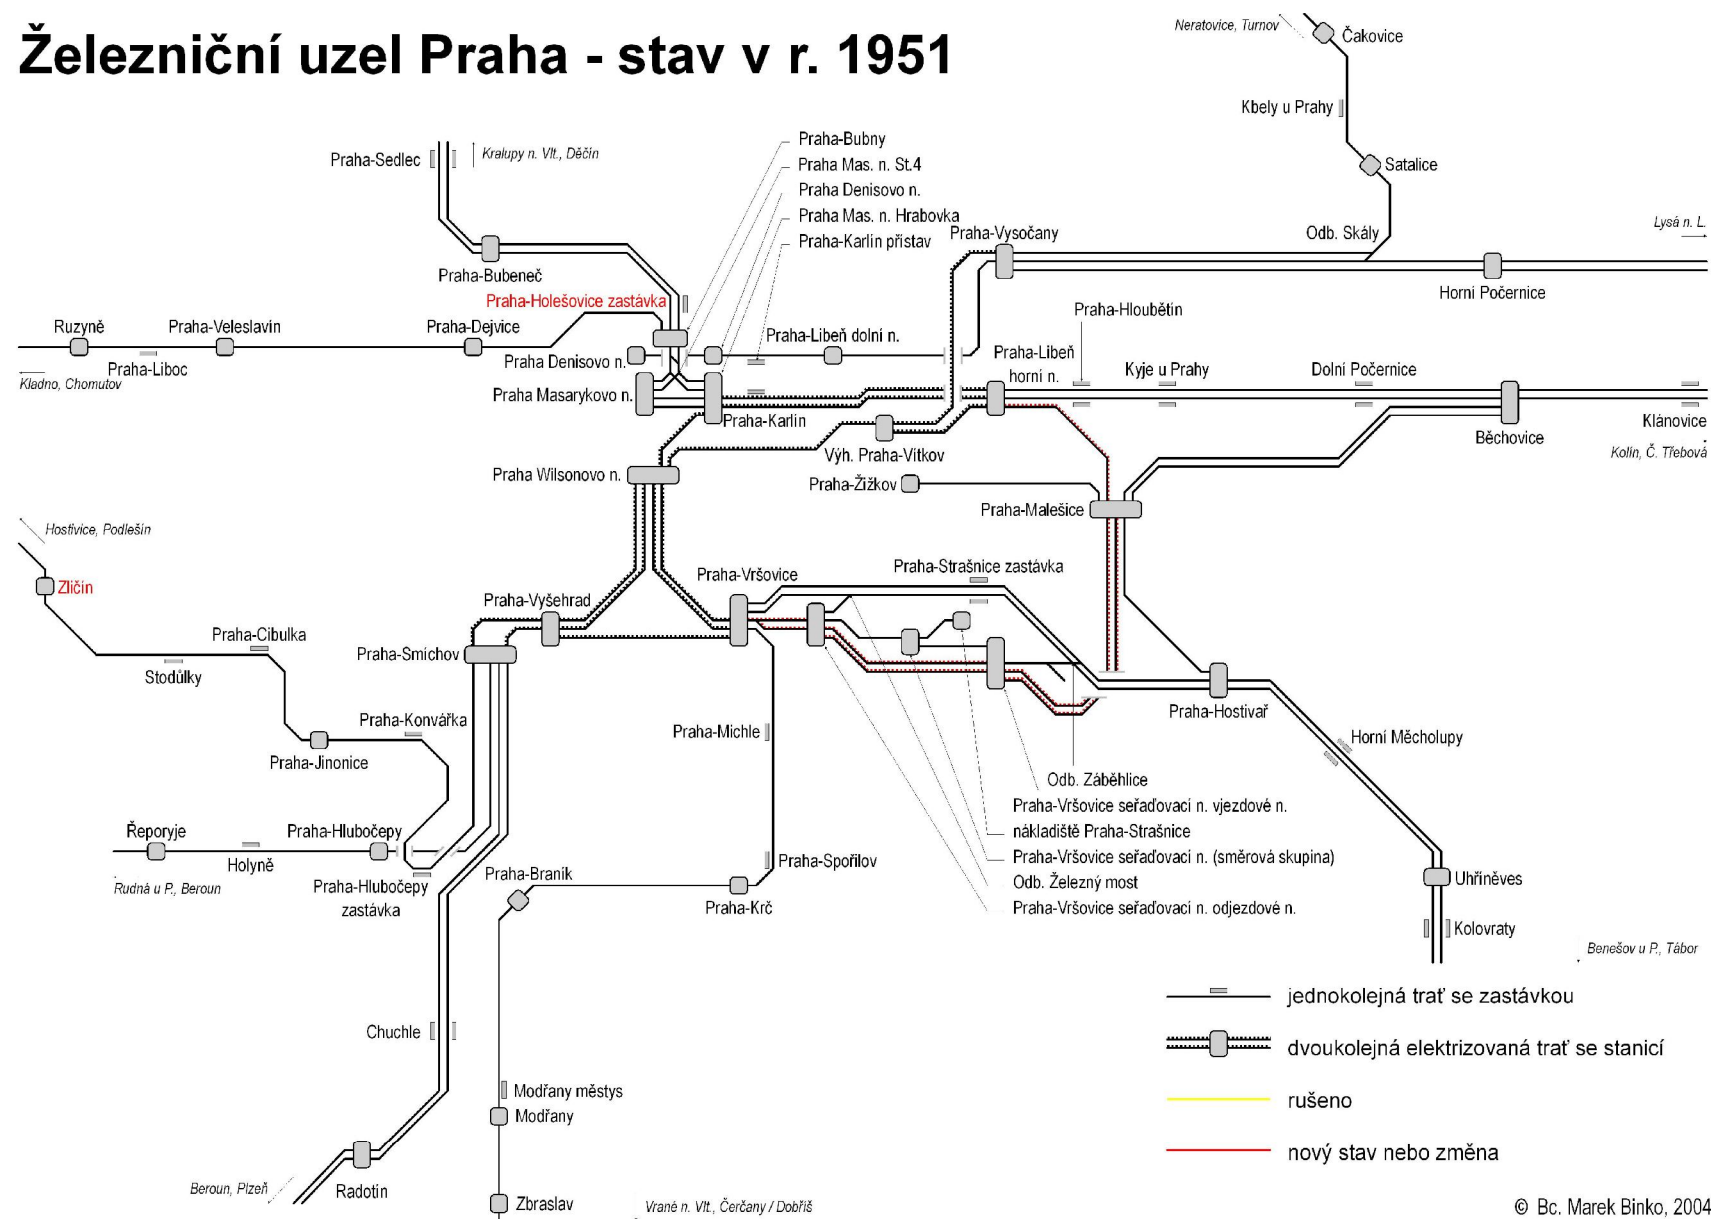 Železniční uzel Praha - stav v r. 1951
Neratovice, Turnov
Čakovice
Kbely u Prahy
Satalice
Praha-Sedlec
Kralupy n. Vlt., Děčín
Praha-Bubny
Praha Mas. n. St.4
Praha Denisovo n.
Praha Mas. n. Hrabovka
Praha-Karlín přístav
Praha-Vysočany
Odb. Skály
Lysá n. L.
Praha-Bubeneč
Horní Počernice
Praha-Holešovice zastávka
Praha-Hloubětín
Ruzyně
Praha-Veleslavín
Praha-Dejvice
Praha-Libeň dolní n.
Praha-Liboc
Praha Denisovo n.
Praha-Libeň
horní n.
Kyje u Prahy
Dolní Počernice
Kladno, Chomutov
Praha Masarykovo n.
Praha-Karlín
Klánovice
Běchovice
Kolín, Č. Třebová
Výh. Praha-Vítkov
Praha Wilsonovo n.
Praha-Žižkov
Praha-Malešice
Hostivice, Podlešín
Zličín
Praha-Vršovice
Praha-Strašnice zastávka
Praha-Vyšehrad
Praha-Cibulka
Praha-Smíchov
Stodůlky
Praha-Konvářka
Praha-Hostivař
Praha-Michle
Horní Měcholupy
Praha-Jinonice
Odb. Záběhlice
Praha-Vršovice seřaďovací n. vjezdové n.
Řeporyje
Praha-Hlubočepy
nákladiště Praha-Strašnice
Holyně
Praha-Spořilov
Praha-Vršovice seřaďovací n. (směrová skupina)
Rudná u P., Beroun
Praha-Hlubočepy
zastávka
Praha-Braník
Odb. Železný most
Uhříněves
Praha-Krč
Praha-Vršovice seřaďovací n. odjezdové n.
Kolovraty
Benešov u P., Tábor
jednokolejná trať se zastávkou
Chuchle
dvoukolejná elektrizovaná trať se stanicí
Modřany městys
Modřany
rušeno
nový stav nebo změna
Beroun, Plzeň
Radotín
Zbraslav
Vrané n. Vlt., Čerčany / Dobříš
© Bc. Marek Binko, 2004